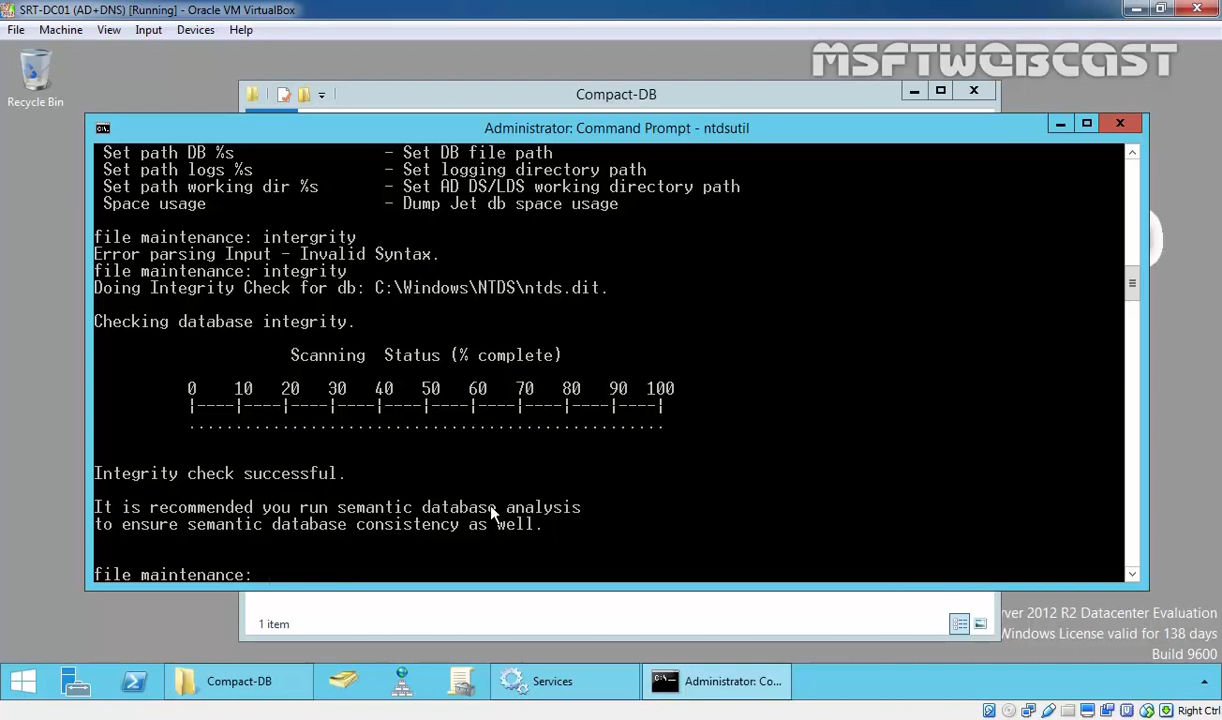 SRT-DC01 (AD+DNS) [Running] - Oracle VM VirtualBox
File Machine View Input Devices Help
MSFTWEBCAST
Recycle Bin
Compact-DB
Administrator: Command Prompt - ntdsutil
Set path DB %s - Set DB file path
Set path logs %s - Set logging directory path
Set path working dir %s - Set AD DS/LDS working directory path
Space usage - Dump Jet db space usage
file maintenance: intergrity
Error parsing Input - Invalid Syntax.
file maintenance: integrity
Doing Integrity Check for db: C:\Windows\NTDS\ntds.dit.
Checking database integrity.
Scanning Status (% complete)
0 10 20 30 40 50 60 70 80 90 100
|----|----|----|----|----|----|----|----|----|----|
...................................................
Integrity check successful.
It is recommended you run semantic database analysis
to ensure semantic database consistency as well.
file maintenance:
1 item
ver 2012 R2 Datacenter Evaluation
Windows License valid for 138 days
Build 9600
Compact-DB Services Administrator: Co...
Right Ctrl